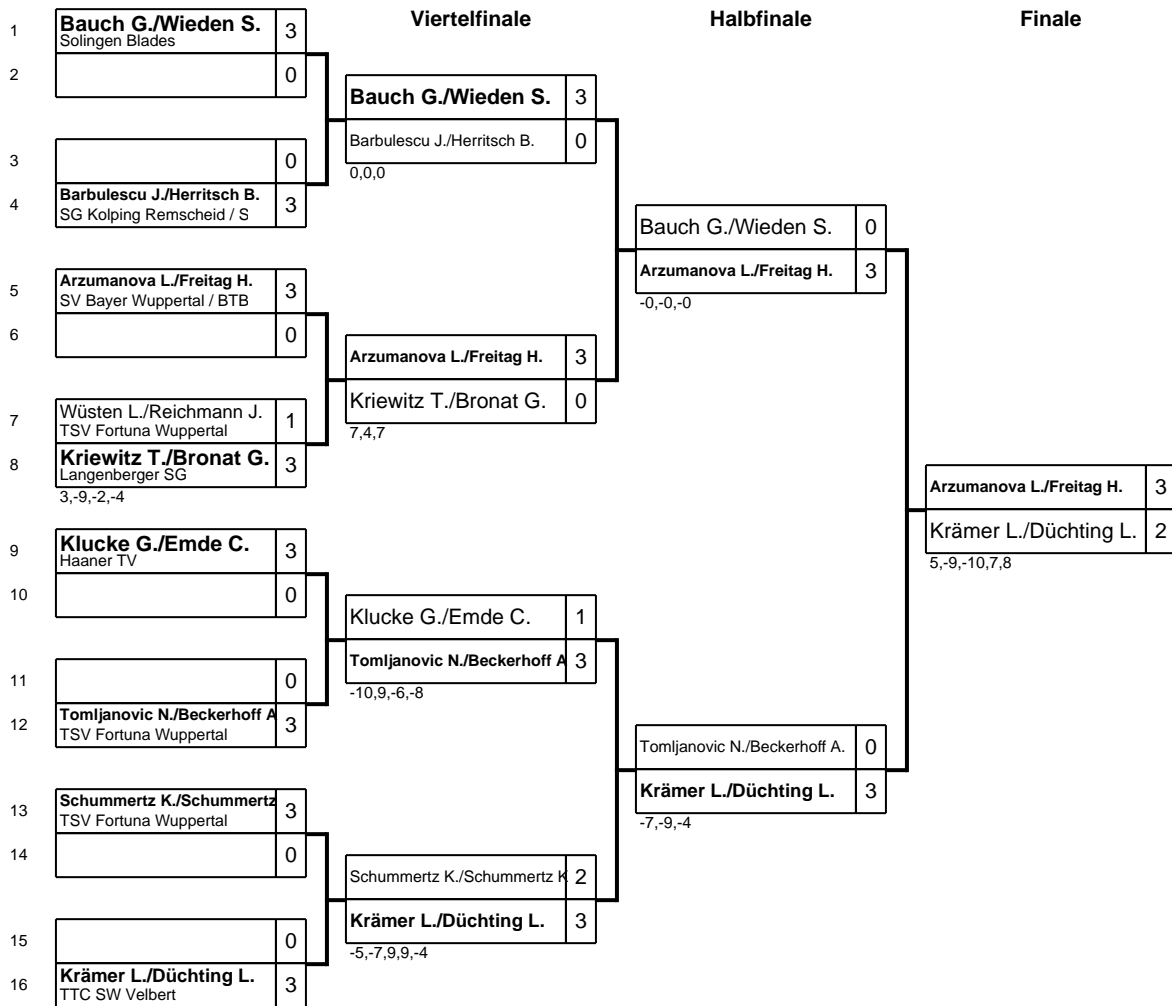 Viertelfinale
Halbfinale
Finale
1 Bauch G./Wieden S. 3
Solingen Blades
2 0
3 0
4 Barbulescu J./Herritsch B. 3
SG Kolping Remscheid / S
5 Arzumanova L./Freitag H. 3
SV Bayer Wuppertal / BTB
6 0
7 Wüsten L./Reichmann J. 1
TSV Fortuna Wuppertal
8 Kriewitz T./Bronat G. 3
Langenberger SG
3,-9,-2,-4
9 Klucke G./Emde C. 3
Haaner TV
10 0
11 0
12 Tomljanovic N./Beckerhoff A 3
TSV Fortuna Wuppertal
13 Schummertz K./Schummertz 3
TSV Fortuna Wuppertal
14 0
15 0
16 Krämer L./Düchting L. 3
TTC SW Velbert
Bauch G./Wieden S. 3
Barbulescu J./Herritsch B. 0
0,0,0
Arzumanova L./Freitag H. 3
Kriewitz T./Bronat G. 0
7,4,7
Klucke G./Emde C. 1
Tomljanovic N./Beckerhoff A 3
-10,9,-6,-8
Schummertz K./Schummertz K 2
Krämer L./Düchting L. 3
-5,-7,9,9,-4
Bauch G./Wieden S. 0
Arzumanova L./Freitag H. 3
-0,-0,-0
Tomljanovic N./Beckerhoff A. 0
Krämer L./Düchting L. 3
-7,-9,-4
Arzumanova L./Freitag H. 3
Krämer L./Düchting L. 2
5,-9,-10,7,8